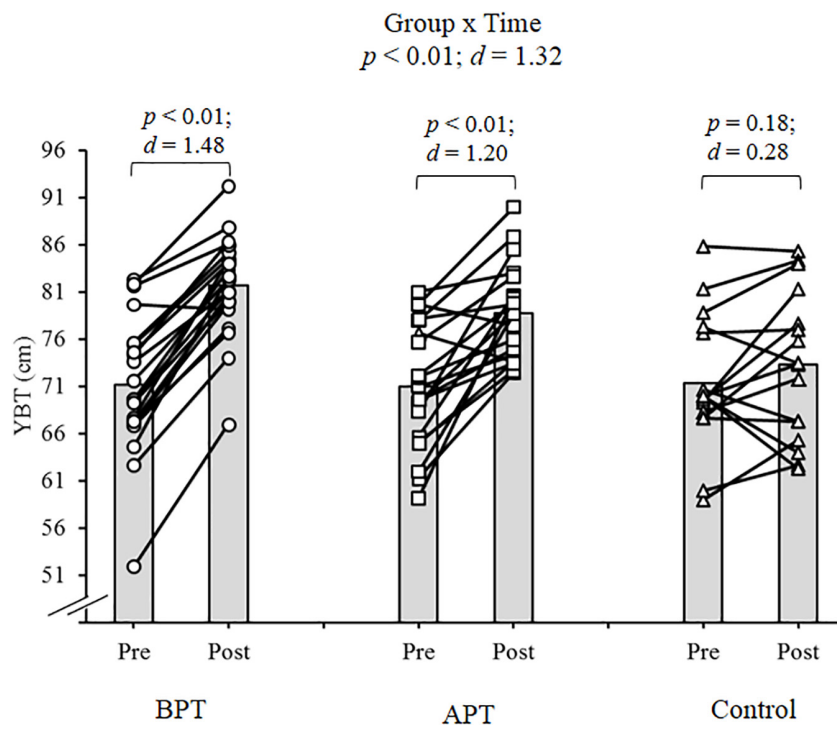 Group x Time
p < 0.01; d = 1.32
p < 0.01;
d = 1.48
p < 0.01;
d = 1.20
p = 0.18;
d = 0.28
YBT (cm)
96
91
86
81
76
71
66
61
56
51
Pre Post Pre Post Pre Post
BPT APT Control